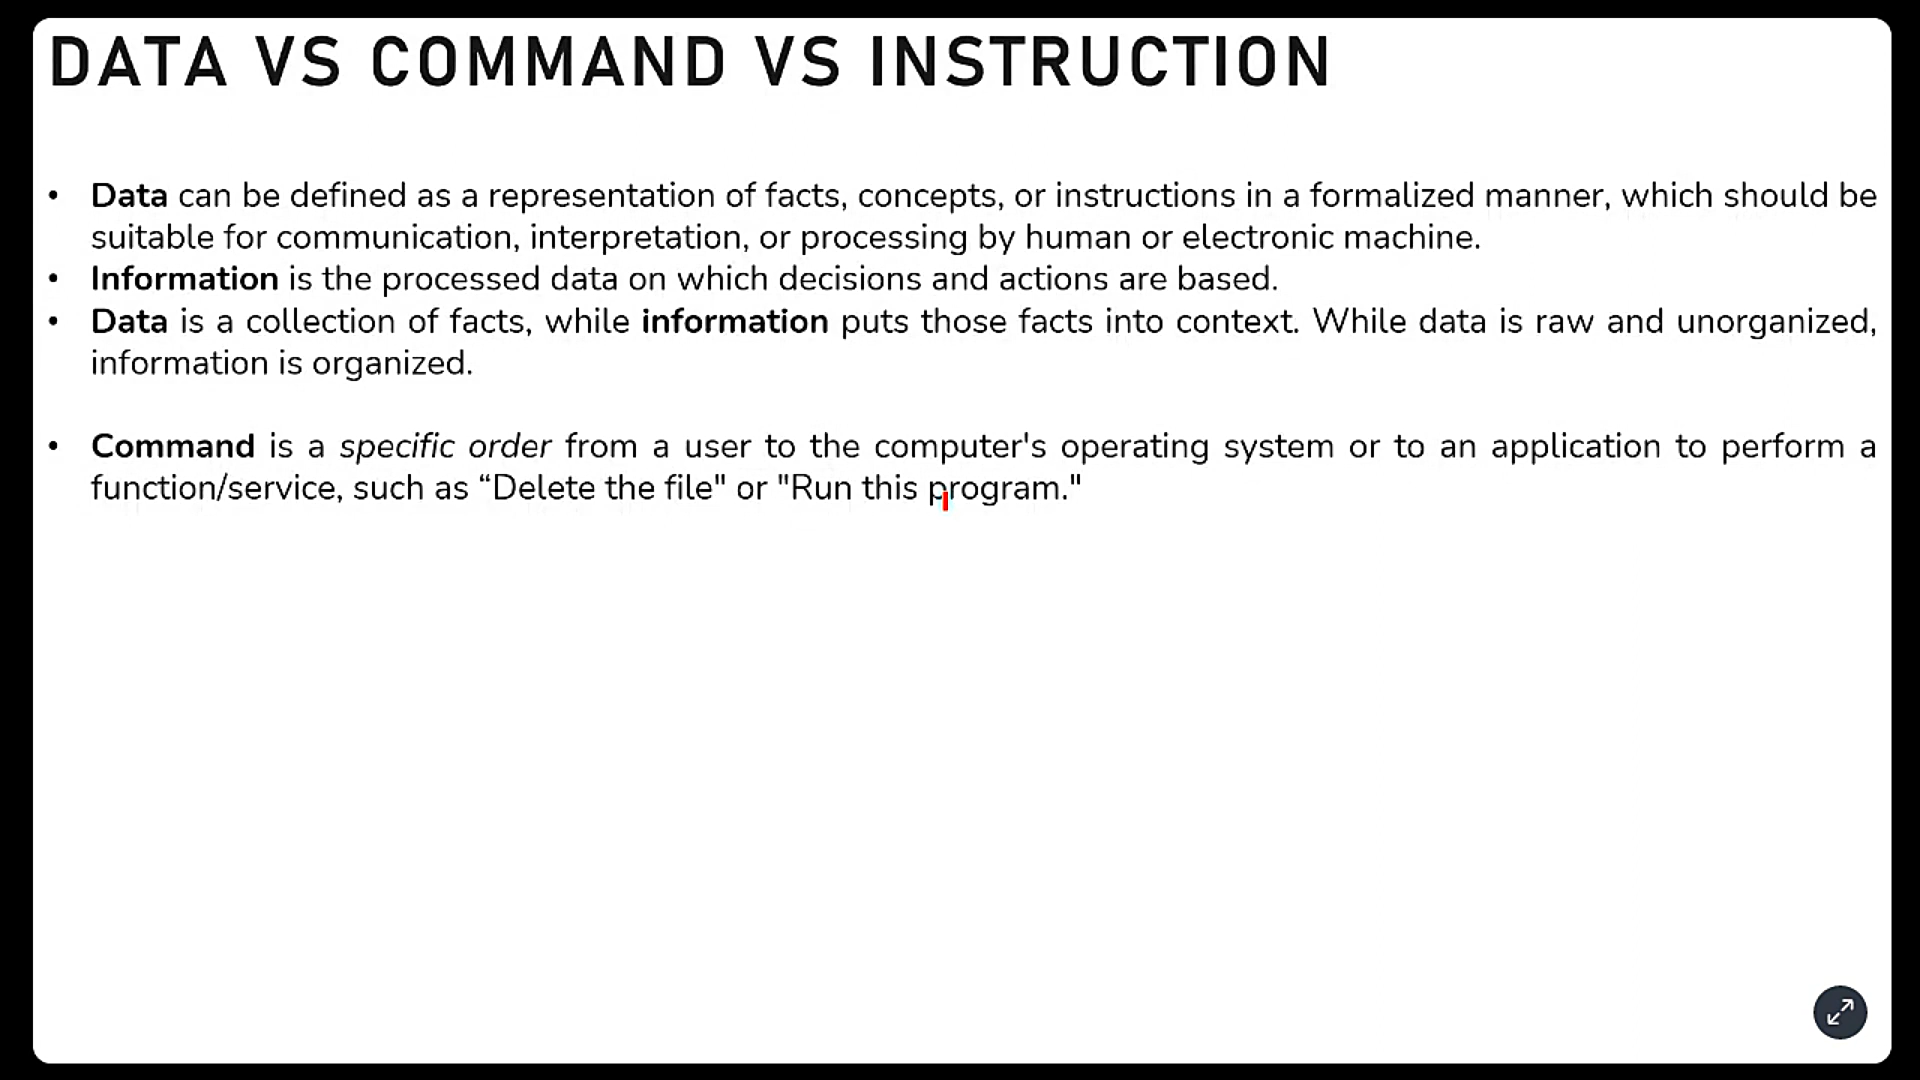 DATA VS COMMAND VS INSTRUCTION
• Data can be defined as a representation of facts, concepts, or instructions in a formalized manner, which should be
suitable for communication, interpretation, or processing by human or electronic machine.
• Information is the processed data on which decisions and actions are based.
• Data is a collection of facts, while information puts those facts into context. While data is raw and unorganized,
information is organized.
• Command is a specific order from a user to the computer's operating system or to an application to perform a
function/service, such as “Delete the file" or "Run this program."